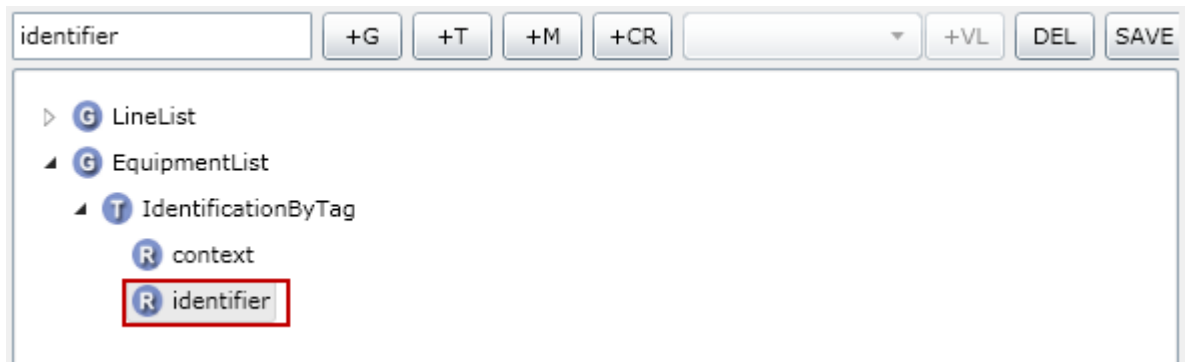 identifier +G +T +M +CR +VL DEL SAVE
G LineList
G EquipmentList
T IdentificationByTag
R context
R identifier